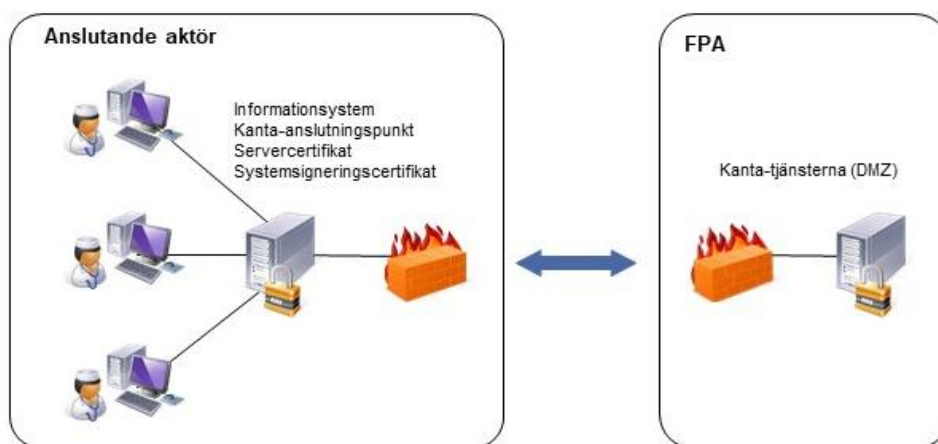 Anslutande aktör
Informationsystem
Kanta-anslutningspunkt
Servercertifikat
Systemsigneringscertifikat
FPA
Kanta-tjänsterna (DMZ)